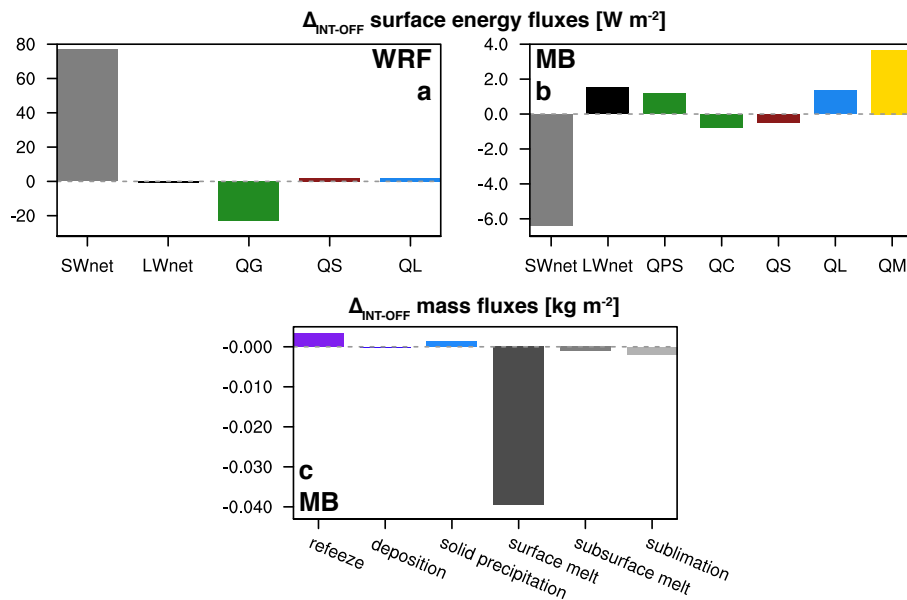 ΔINT-OFF surface energy fluxes [W m-2]
80
60
40
20
0
-20
WRF
a
SWnet LWnet QG QS QL
4.0
2.0
0.0
-2.0
-4.0
-6.0
MB
b
SWnet LWnet QPS QC QS QL QM
ΔINT-OFF mass fluxes [kg m-2]
-0.000
-0.010
-0.020
-0.030
-0.040
c
MB
refeeze
deposition
solid precipitation
surface melt
subsurface melt
sublimation